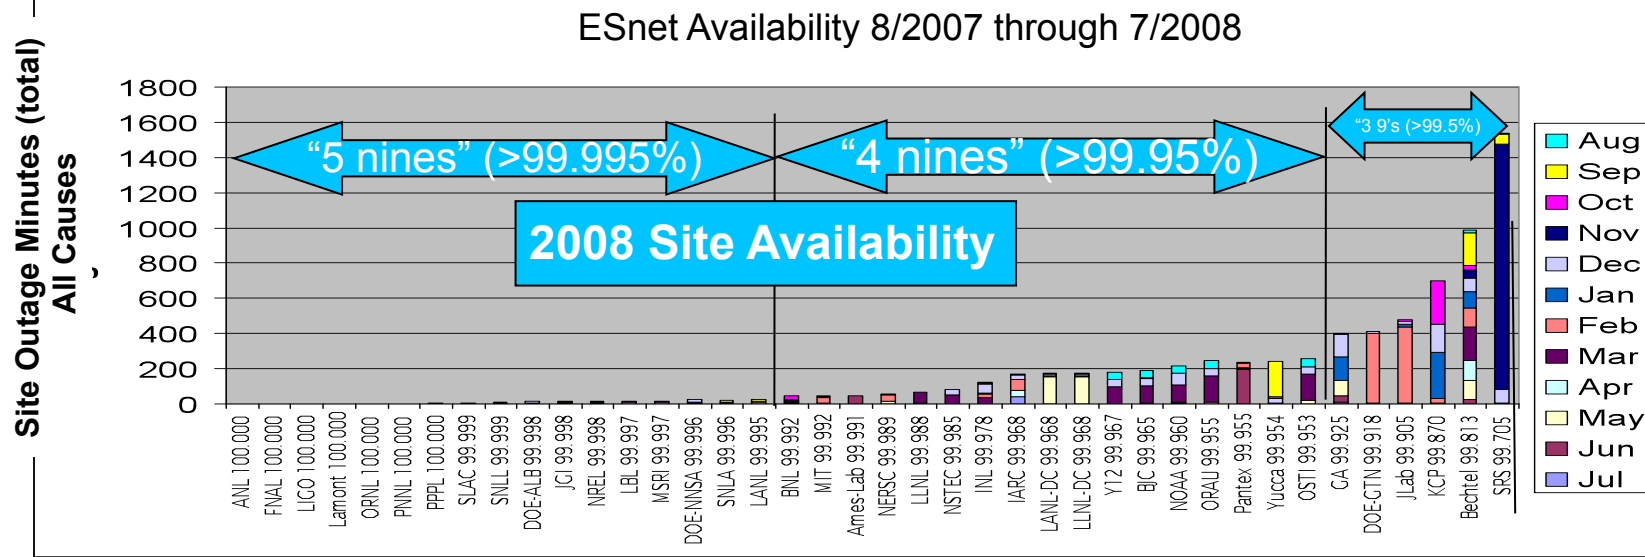 ESnet Availability 8/2007 through 7/2008
Site Outage Minutes (total)
All Causes
1800
1600
1400
1200
1000
800
600
400
200
0
“5 nines” (>99.995%)
“4 nines” (>99.95%)
“3 9’s (>99.5%)
2008 Site Availability
ANL 100.000
FNAL 100.000
LIGO 100.000
Lamont 100.000
ORNL 100.000
PNNL 100.000
PPPL 100.000
SLAC 99.999
SNLL 99.999
DOE-ALB 99.998
JGI 99.998
NREL 99.998
LBL 99.997
MSRI 99.997
DOE-NNSA 99.996
SNLA 99.996
LANL 99.995
BNL 99.992
MIT 99.992
Ames-Lab 99.991
NERSC 99.989
LLNL 99.988
NSTEC 99.985
INL 99.978
IARC 99.968
LANL-DC 99.968
LLNL-DC 99.968
Y12 99.967
BJC 99.965
NOAA 99.960
ORAU 99.955
Pantex 99.955
Yucca 99.954
OSTI 99.953
GA 99.925
DOE-GTN 99.918
JLab 99.905
KCP 99.870
Bechtel 99.813
SRS 99.705
Aug
Sep
Oct
Nov
Dec
Jan
Feb
Mar
Apr
May
Jun
Jul